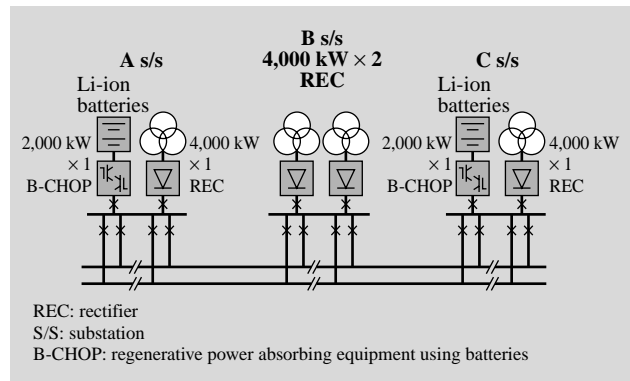 A s/s
Li-ion
batteries
2,000 kW
× 1
B-CHOP
4,000 kW
× 1
REC
B s/s
4,000 kW × 2
REC
C s/s
Li-ion
batteries
2,000 kW
× 1
B-CHOP
4,000 kW
× 1
REC
REC: rectifier
S/S: substation
B-CHOP: regenerative power absorbing equipment using batteries